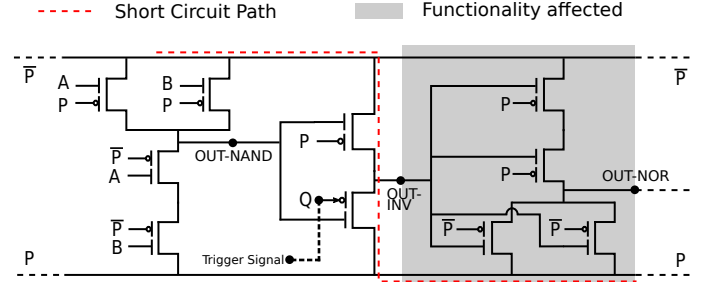 Short Circuit Path
Functionality affected
P̅
P̅
A
P
B
P
P
P
OUT-NAND
P̅
A
P
OUT-NOR
Q
OUT-
INV
P̅
B
P̅
P̅
Trigger Signal
P
P